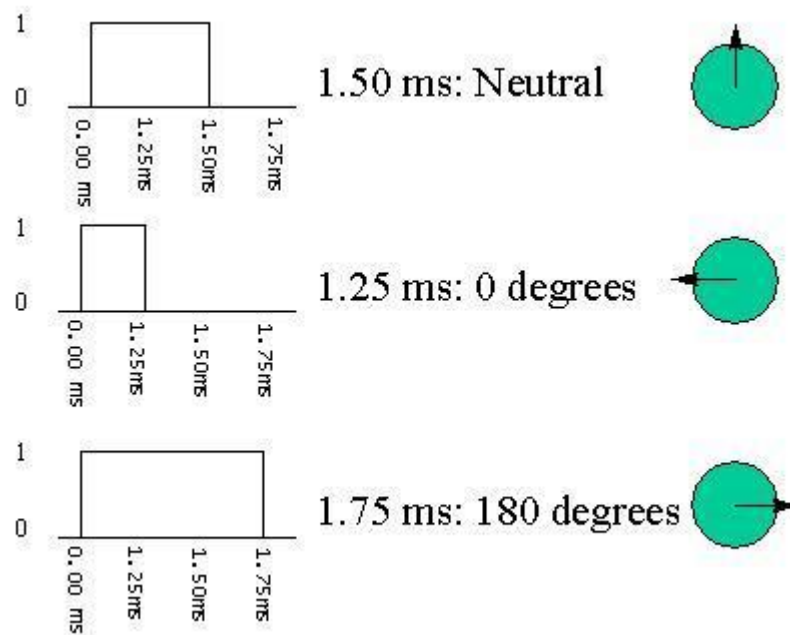 1
0
0.00 ms
1.25ms
1.50ms
1.75ms
1.50 ms: Neutral
1
0
0.00 ms
1.25ms
1.50ms
1.75ms
1.25 ms: 0 degrees
1
0
0.00 ms
1.25ms
1.50ms
1.75ms
1.75 ms: 180 degrees